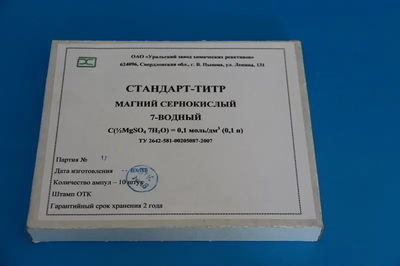 ОАО «Уральский завод химических реактивов»
624096, Свердловская обл., г. В. Пышма, ул. Ленина, 131
СТАНДАРТ-ТИТР
МАГНИЙ СЕРНОКИСЛЫЙ
7-ВОДНЫЙ
C(½MgSO₄ 7H₂O) = 0,1 моль/дм³ (0,1 н)
ТУ 2642-581-00205087-2007
Партия №
Дата изготовления
Количество ампул – 10 штук
Штамп ОТК
Гарантийный срок хранения 2 года